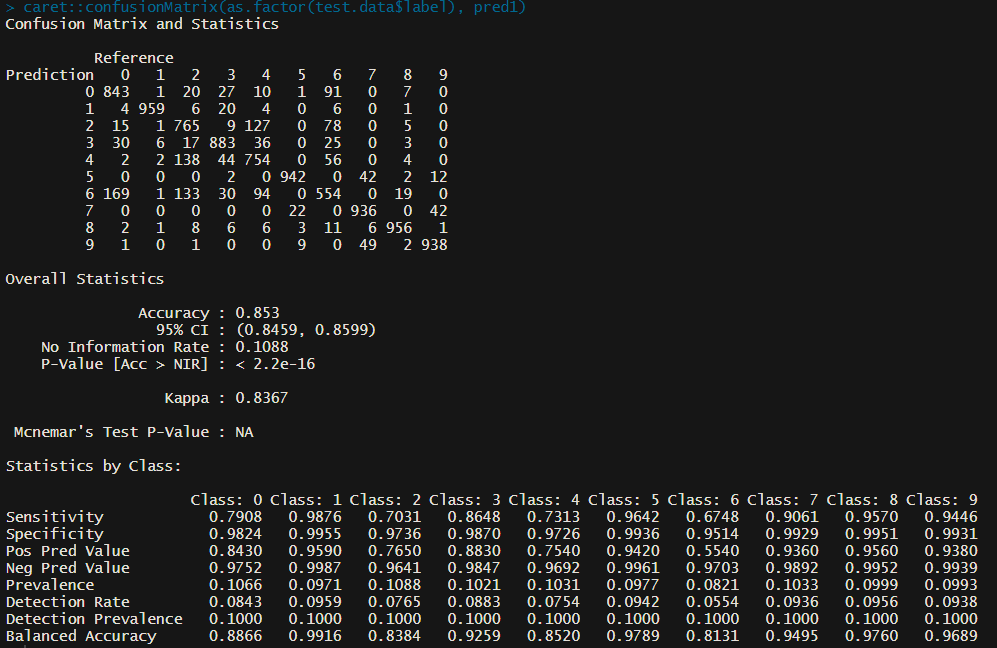 > caret::confusionMatrix(as.factor(test.data$label), pred1)
Confusion Matrix and Statistics
Reference
Prediction 0 1 2 3 4 5 6 7 8 9
0 843 1 20 27 10 1 91 0 7 0
1 4 959 6 20 4 0 6 0 1 0
2 15 1 765 9 127 0 78 0 5 0
3 30 6 17 883 36 0 25 0 3 0
4 2 2 138 44 754 0 56 0 4 0
5 0 0 0 2 0 942 0 42 2 12
6 169 1 133 30 94 0 554 0 19 0
7 0 0 0 0 0 22 0 936 0 42
8 2 1 8 6 6 3 11 6 956 1
9 1 0 1 0 0 9 0 49 2 938
Overall Statistics
Accuracy : 0.853
95% CI : (0.8459, 0.8599)
No Information Rate : 0.1088
P-Value [Acc > NIR] : < 2.2e-16
Kappa : 0.8367
Mcnemar's Test P-Value : NA
Statistics by Class:
Class: 0 Class: 1 Class: 2 Class: 3 Class: 4 Class: 5 Class: 6 Class: 7 Class: 8 Class: 9
Sensitivity 0.7908 0.9876 0.7031 0.8648 0.7313 0.9642 0.6748 0.9061 0.9570 0.9446
Specificity 0.9824 0.9955 0.9736 0.9870 0.9726 0.9936 0.9514 0.9929 0.9951 0.9931
Pos Pred Value 0.8430 0.9590 0.7650 0.8830 0.7540 0.9420 0.5540 0.9360 0.9560 0.9380
Neg Pred Value 0.9752 0.9987 0.9641 0.9847 0.9692 0.9961 0.9703 0.9892 0.9952 0.9939
Prevalence 0.1066 0.0971 0.1088 0.1021 0.1031 0.0977 0.0821 0.1033 0.0999 0.0993
Detection Rate 0.0843 0.0959 0.0765 0.0883 0.0754 0.0942 0.0554 0.0936 0.0956 0.0938
Detection Prevalence 0.1000 0.1000 0.1000 0.1000 0.1000 0.1000 0.1000 0.1000 0.1000 0.1000
Balanced Accuracy 0.8866 0.9916 0.8384 0.9259 0.8520 0.9789 0.8131 0.9495 0.9760 0.9689